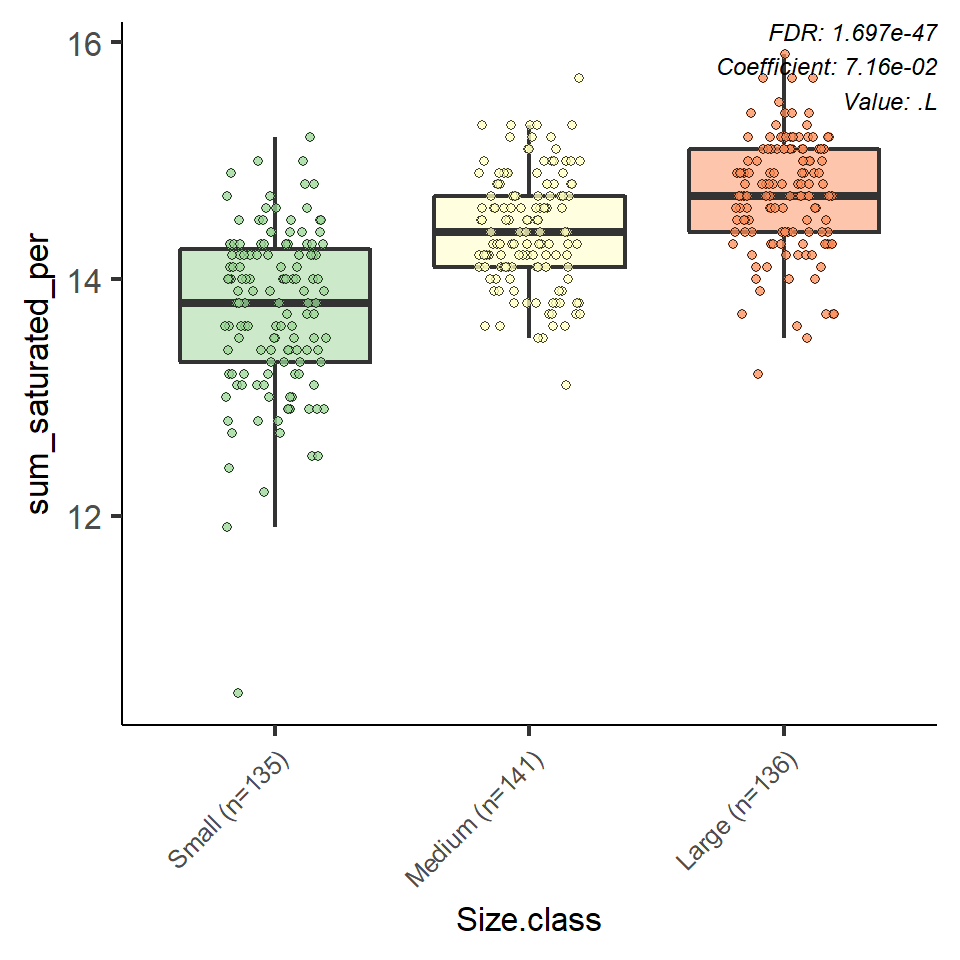 FDR: 1.697e-47
Coefficient: 7.16e-02
Value: .L
16
14
12
sum_saturated_per
Small (n=135)
Medium (n=141)
Large (n=136)
Size.class